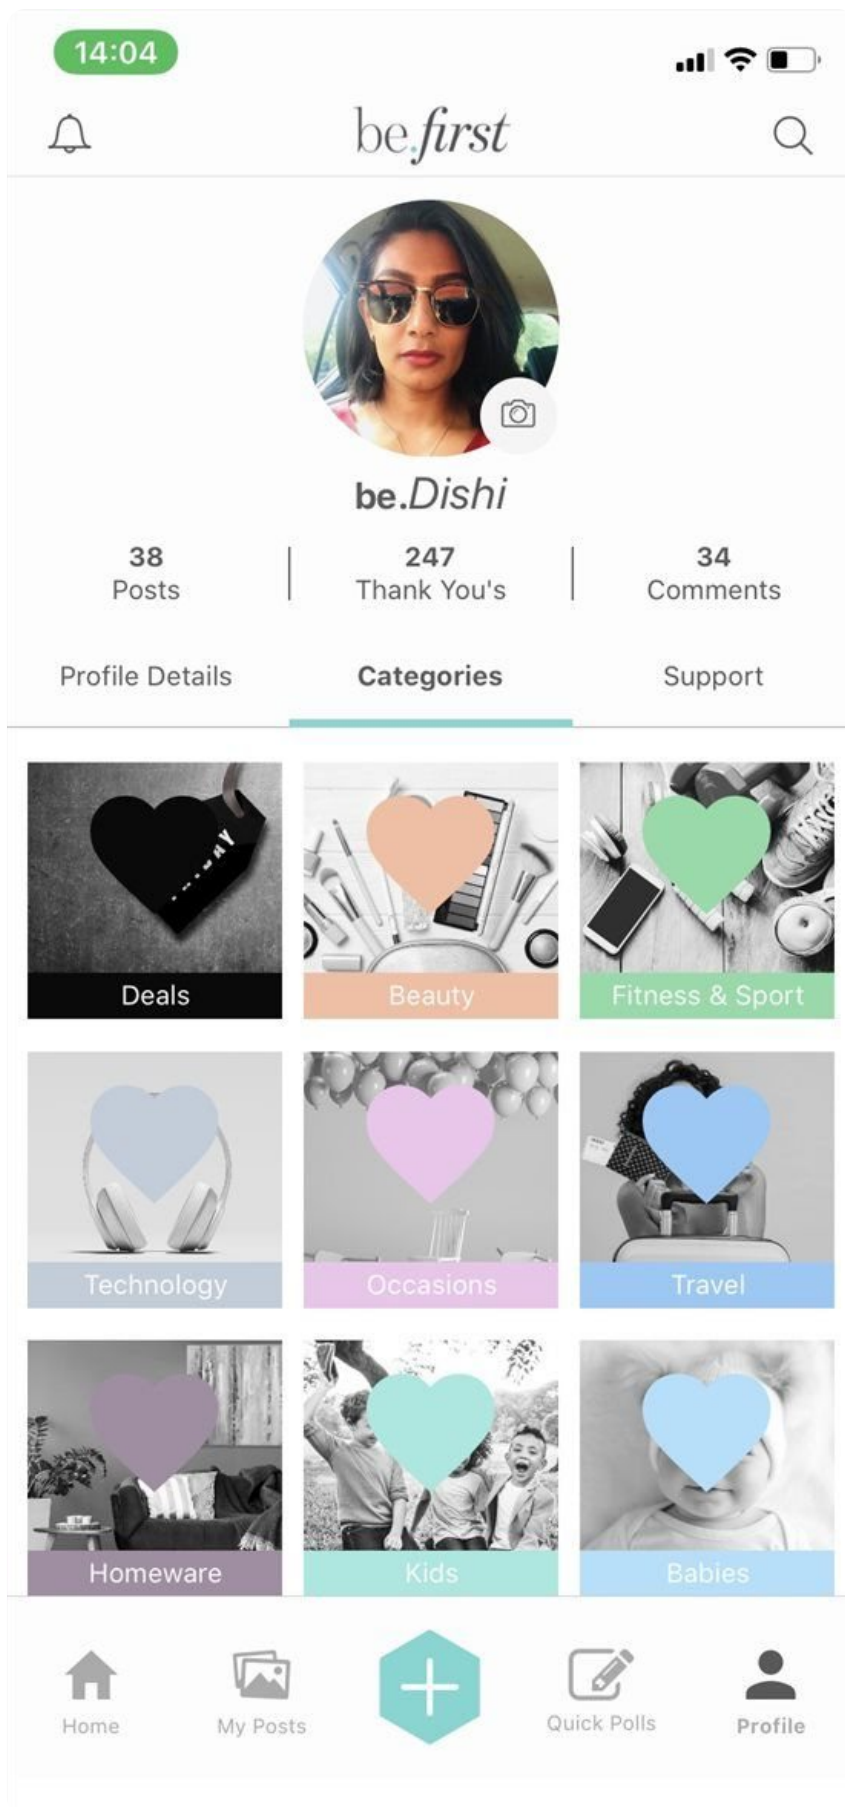 14:04
be.first
be.Dishi
38
Posts
247
Thank You's
34
Comments
Profile Details
Categories
Support
Deals
Beauty
Fitness & Sport
Technology
Occasions
Travel
Homeware
Kids
Babies
Home
My Posts
Quick Polls
Profile